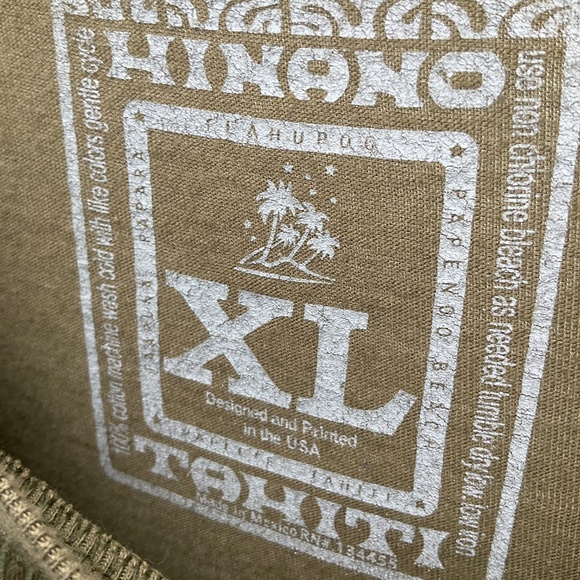 HINANO
TEAHUPOO
PAPARA
PAPENOO BEACH
XL
Designed and Printed
in the USA
PAPEETE TAHITI
TAHITI
Made in Mexico RN# 134456
100% cotton machine wash cold with like colors gentle cycle
use non chlorine bleach as needed tumble dry low low iron